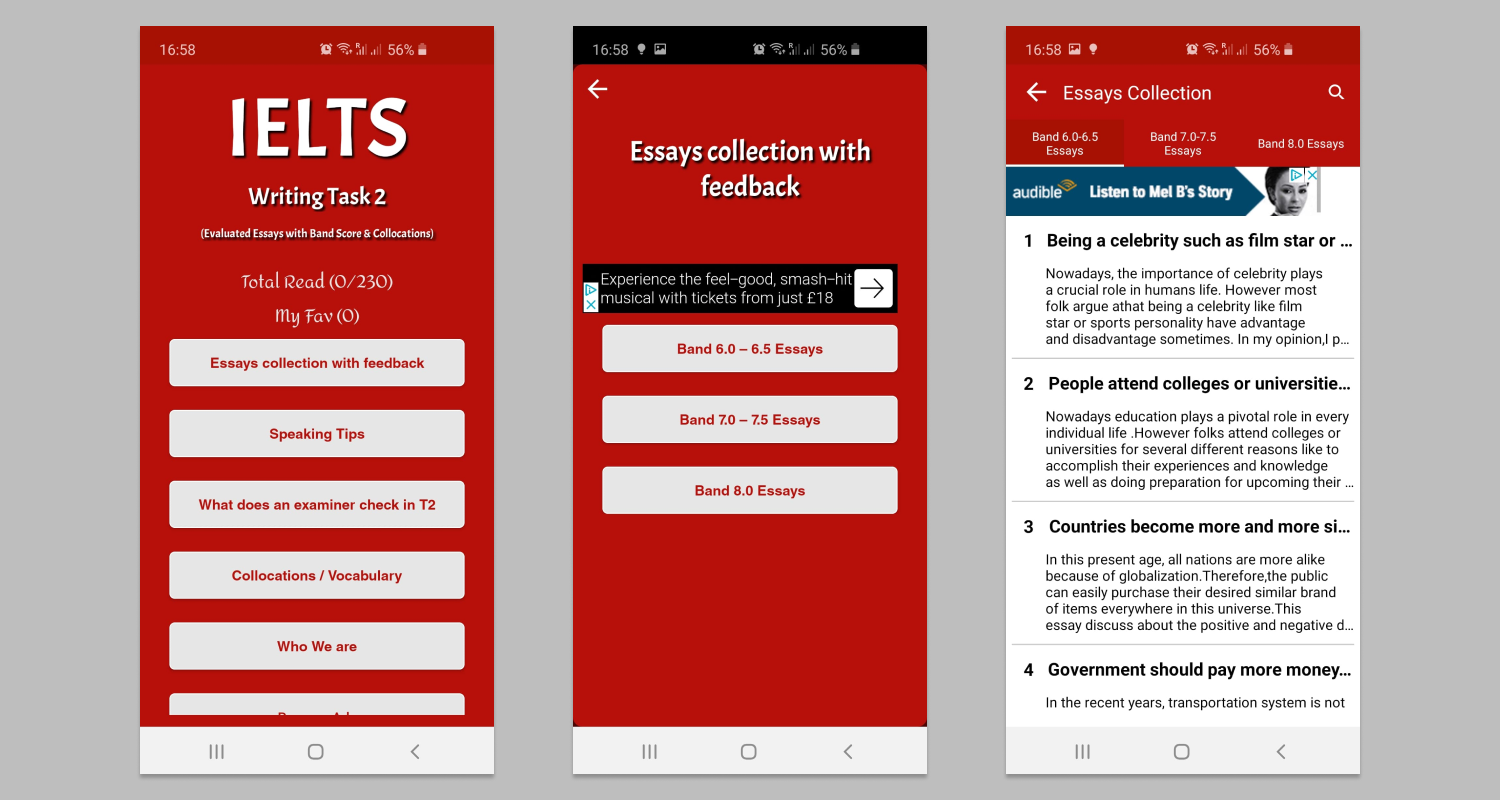 16:58
R
56%
IELTS
Writing Task 2
(Evaluated Essays with Band Score & Collocations)
Total Read (0/230)
My Fav (0)
Essays collection with feedback
Speaking Tips
What does an examiner check in T2
Collocations / Vocabulary
Who We are
16:58
R
56%
Essays collection with
feedback
Experience the feel–good, smash–hit
musical with tickets from just £18
Band 6.0 – 6.5 Essays
Band 7.0 – 7.5 Essays
Band 8.0 Essays
16:58
R
56%
Essays Collection
Band 6.0-6.5
Essays
Band 7.0-7.5
Essays
Band 8.0 Essays
audible
Listen to Mel B's Story
1 Being a celebrity such as film star or ...
Nowadays, the importance of celebrity plays
a crucial role in humans life. However most
folk argue athat being a celebrity like film
star or sports personality have advantage
and disadvantage sometimes. In my opinion,I p...
2 People attend colleges or universitie...
Nowadays education plays a pivotal role in every
individual life .However folks attend colleges or
universities for several different reasons like to
accomplish their experiences and knowledge
as well as doing preparation for upcoming their ...
3 Countries become more and more si...
In this present age, all nations are more alike
because of globalization.Therefore,the public
can easily purchase their desired similar brand
of items everywhere in this universe.This
essay discuss about the positive and negative d...
4 Government should pay more money...
In the recent years, transportation system is not